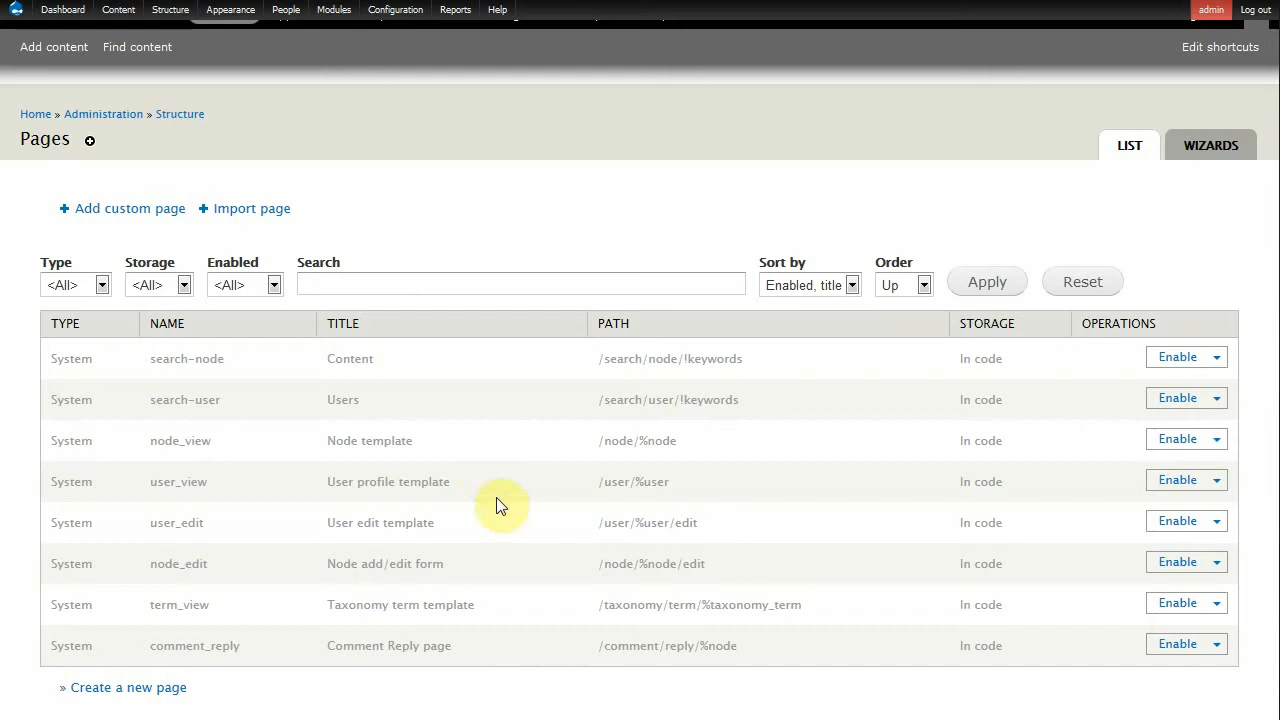 Dashboard Content Structure Appearance People Modules Configuration Reports Help admin Log out
Add content Find content Edit shortcuts
Home » Administration » Structure
Pages LIST WIZARDS
Add custom page Import page
Type Storage Enabled Search Sort by Order
<All> <All> <All> Enabled, title Up Apply Reset
TYPE NAME TITLE PATH STORAGE OPERATIONS
System search-node Content /search/node/!keywords In code Enable
System search-user Users /search/user/!keywords In code Enable
System node_view Node template /node/%node In code Enable
System user_view User profile template /user/%user In code Enable
System user_edit User edit template /user/%user/edit In code Enable
System node_edit Node add/edit form /node/%node/edit In code Enable
System term_view Taxonomy term template /taxonomy/term/%taxonomy_term In code Enable
System comment_reply Comment Reply page /comment/reply/%node In code Enable
» Create a new page